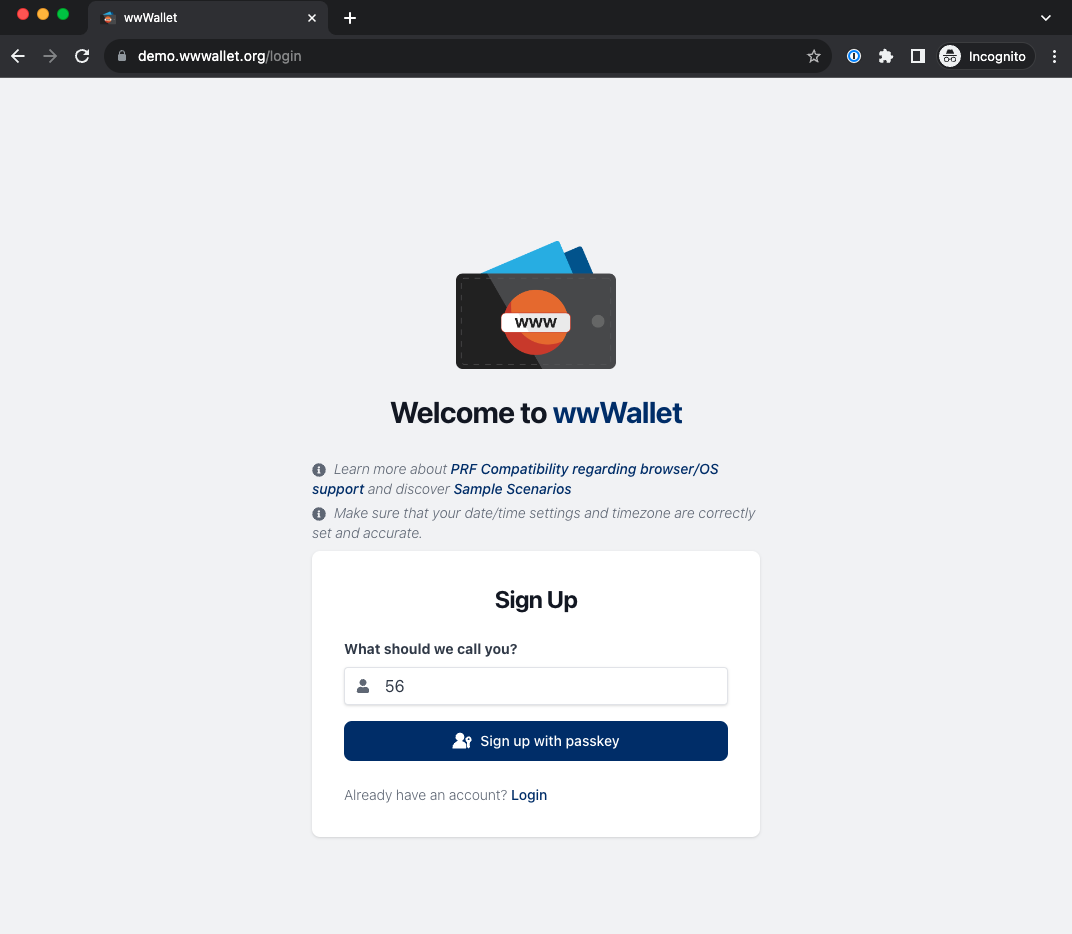 wwWallet
demo.wwwallet.org/login
Incognito
www
Welcome to wwWallet
Learn more about PRF Compatibility regarding browser/OS
support and discover Sample Scenarios
Make sure that your date/time settings and timezone are correctly
set and accurate.
Sign Up
What should we call you?
56
Sign up with passkey
Already have an account? Login